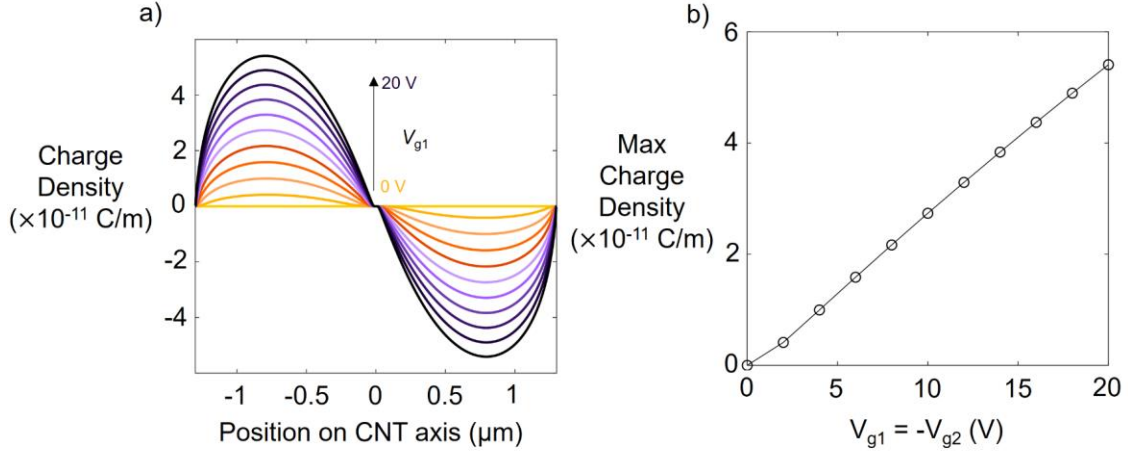 a)
Charge
Density
(×10⁻¹¹ C/m)
4
2
0
-2
-4
20 V
Vg1
0 V
-1
-0.5
0
0.5
1
Position on CNT axis (μm)
b)
Max
Charge
Density
(×10⁻¹¹ C/m)
6
4
2
0
0
5
10
15
20
Vg1 = -Vg2 (V)